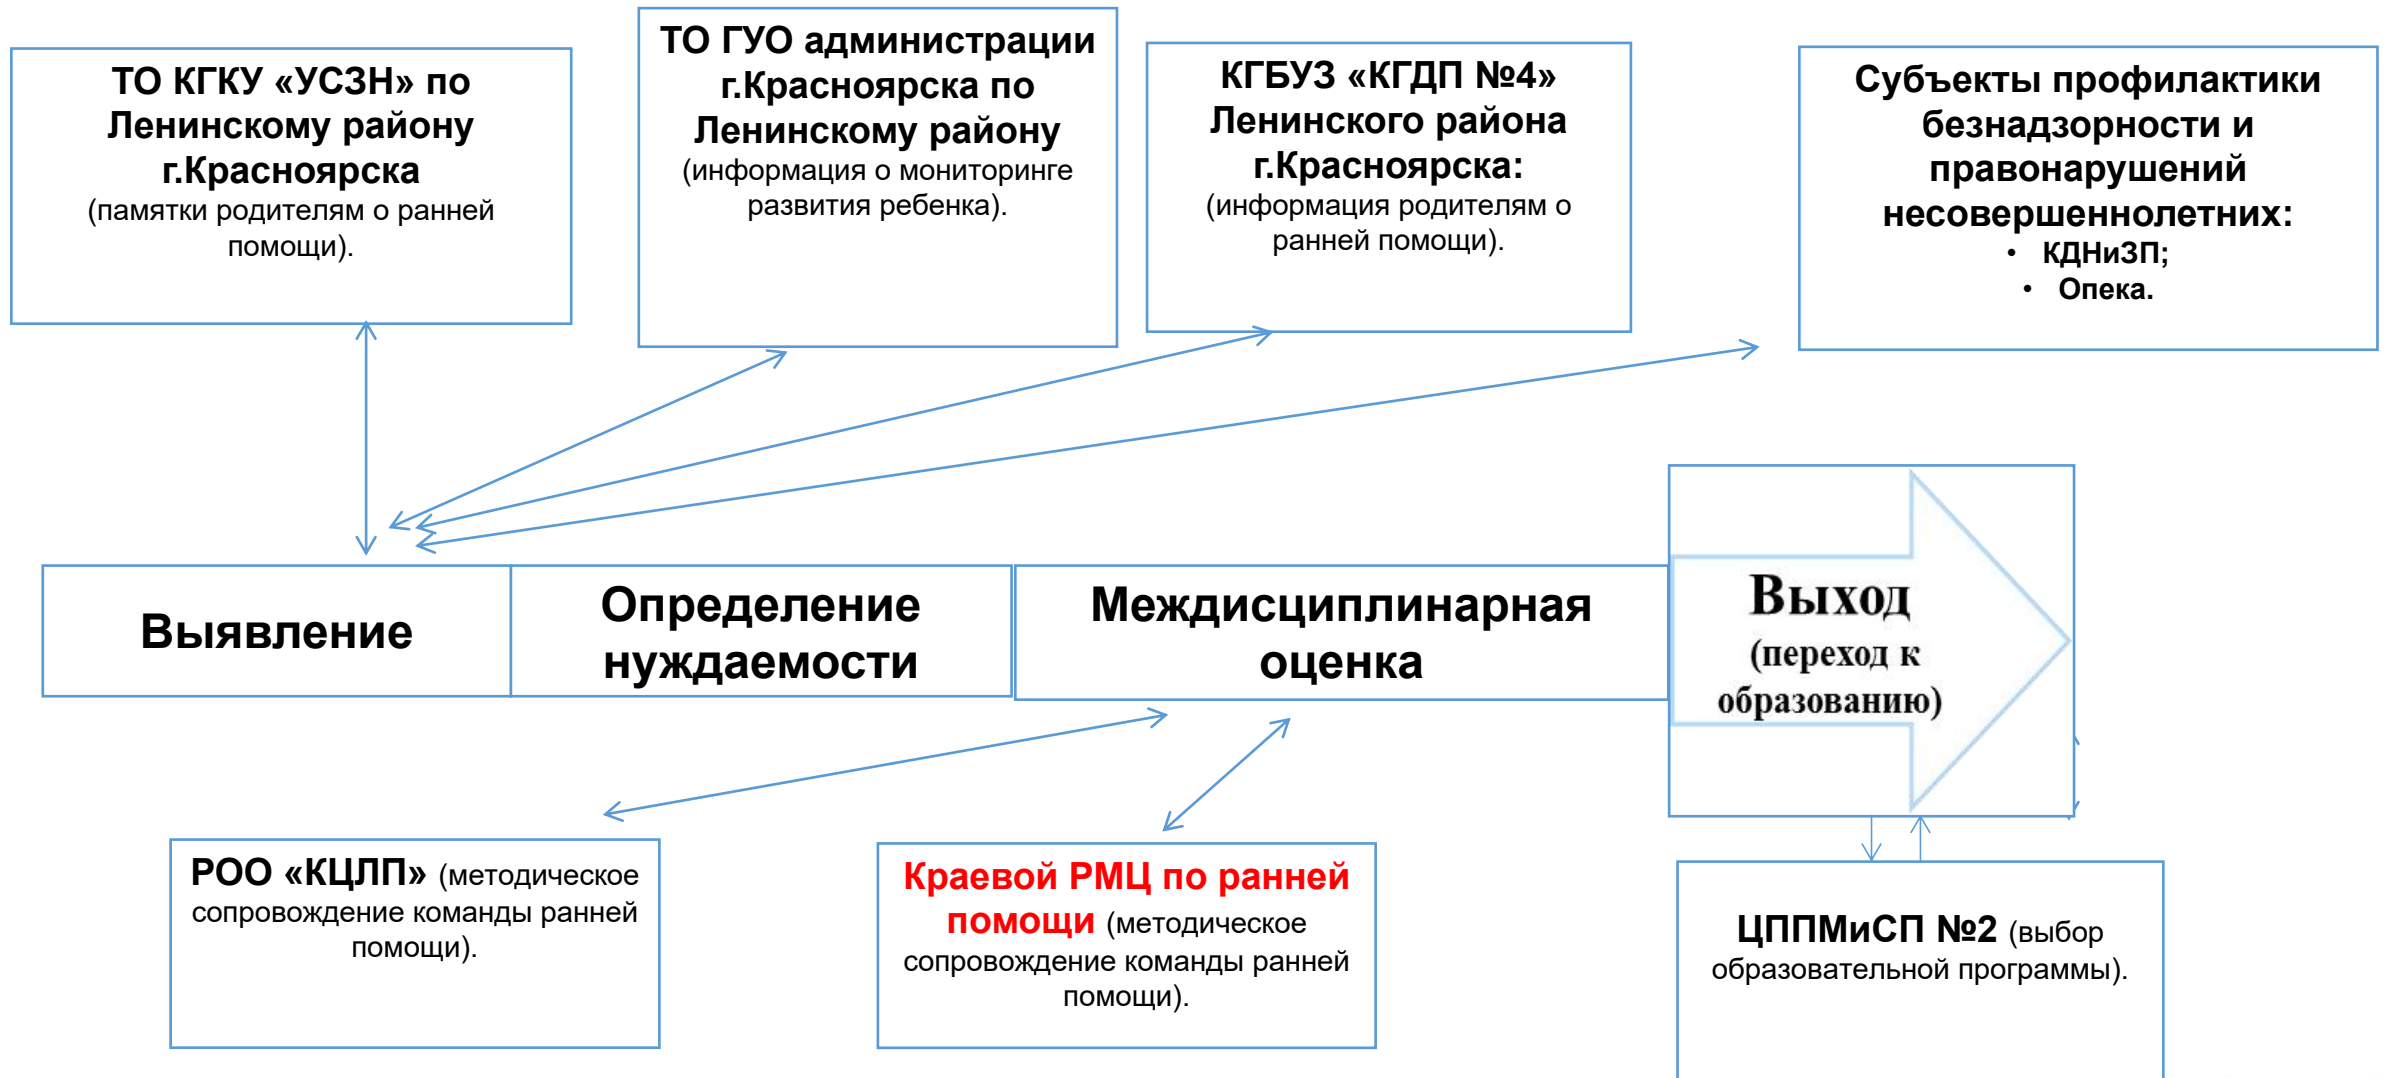 ТО КГКУ «УСЗН» по
Ленинскому району
г.Красноярска
(памятки родителям о ранней
помощи).
ТО ГУО администрации
г.Красноярска по
Ленинскому району
(информация о мониторинге
развития ребенка).
КГБУЗ «КГДП №4»
Ленинского района
г.Красноярска:
(информация родителям о
ранней помощи).
Субъекты профилактики
безнадзорности и
правонарушений
несовершеннолетних:
• КДНиЗП;
• Опека.
Выявление
Определение
нуждаемости
Междисциплинарная
оценка
Выход
(переход к
образованию)
РОО «КЦЛП» (методическое
сопровождение команды ранней
помощи).
Краевой РМЦ по ранней
помощи (методическое
сопровождение команды ранней
помощи).
ЦППМиСП №2 (выбор
образовательной программы).